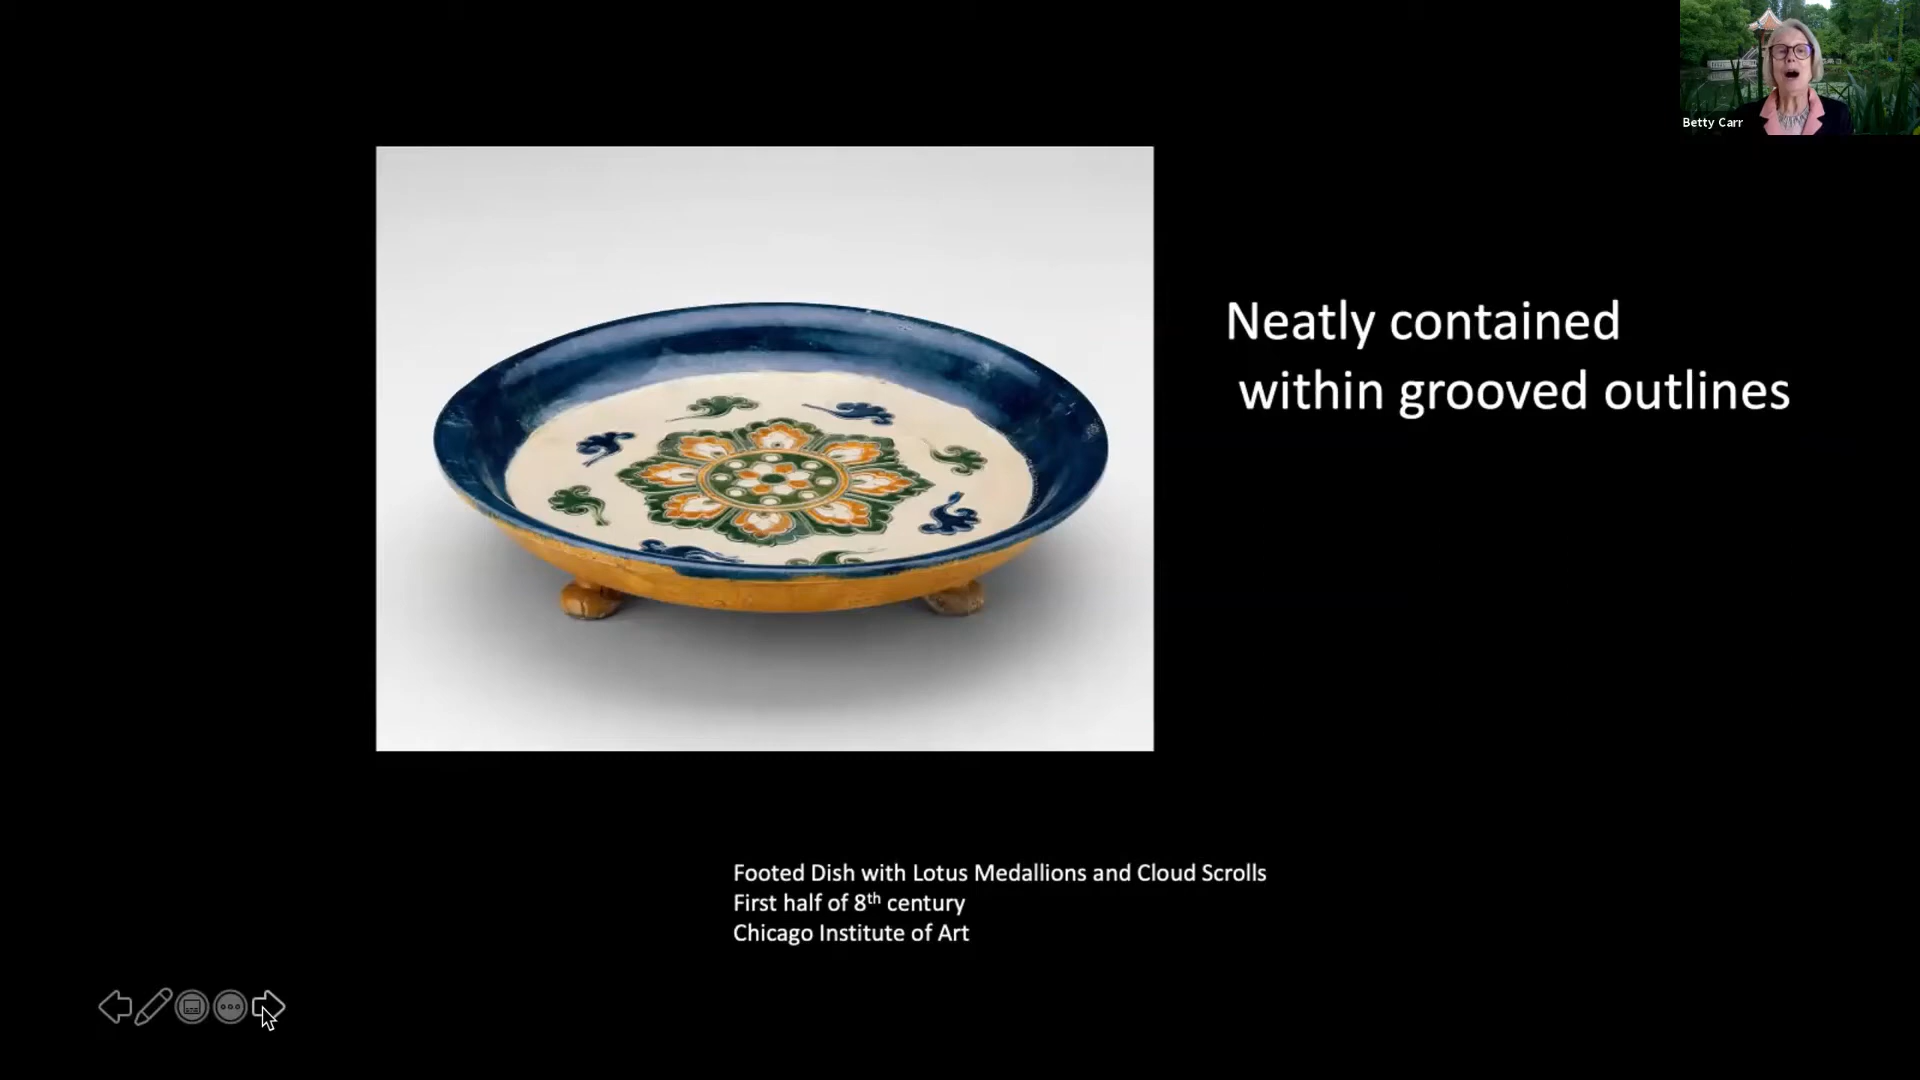 Betty Carr
Neatly contained
within grooved outlines
Footed Dish with Lotus Medallions and Cloud Scrolls
First half of 8th century
Chicago Institute of Art